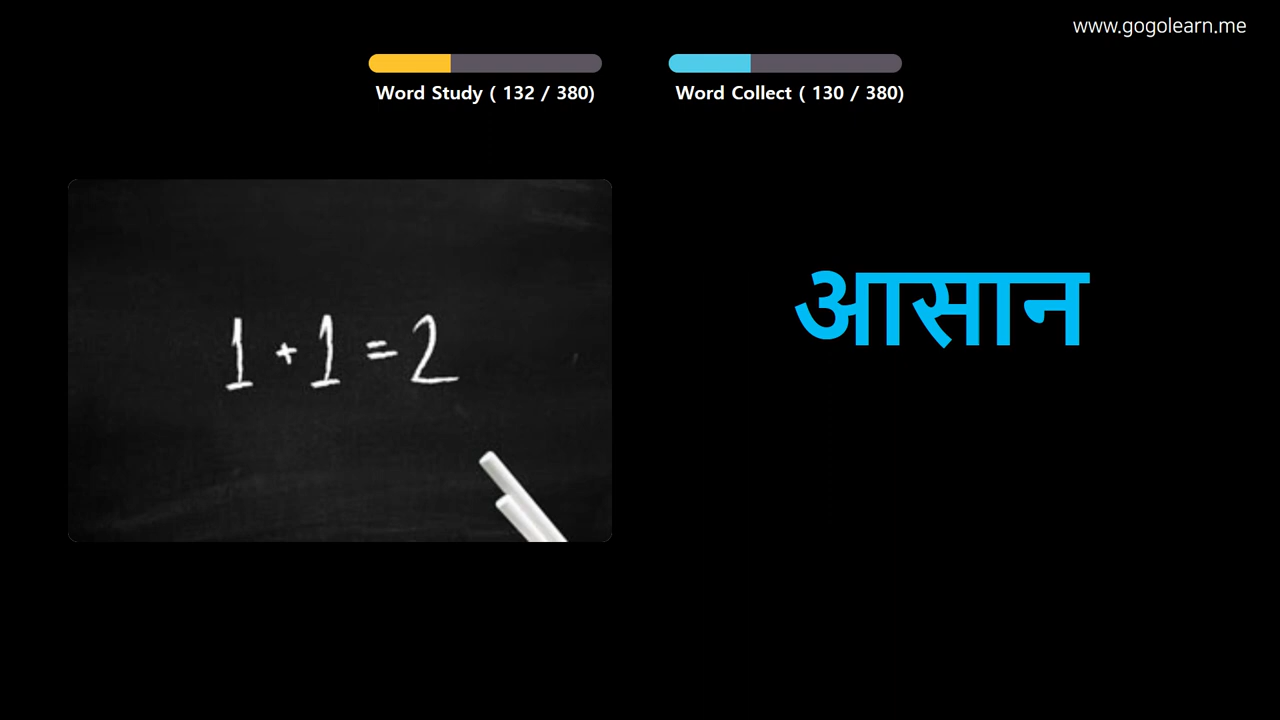 www.gogolearn.me
Word Study ( 132 / 380)
Word Collect ( 130 / 380)
1 + 1 = 2
आसान